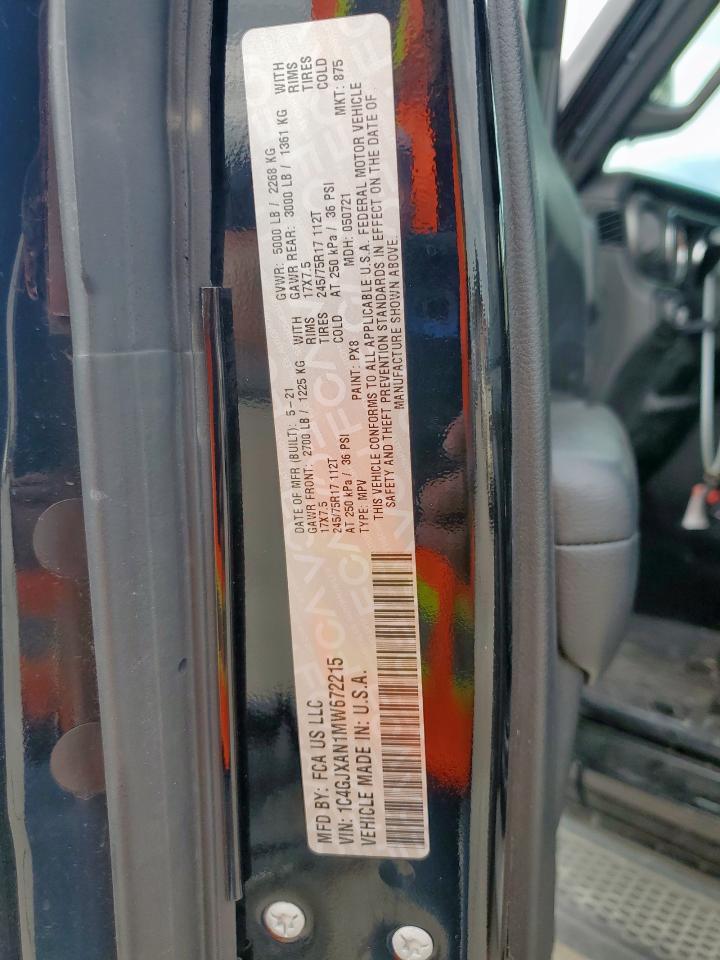 MFD BY: FCA US LLC
DATE OF MFR (BUILT): 5-21
GVWR: 5000 LB / 2268 KG
VIN: 1C4GJXAN1MW672215
GAWR FRONT: 2700 LB / 1225 KG WITH
GAWR REAR: 3000 LB / 1361 KG WITH
VEHICLE MADE IN: U.S.A.
17X7.5 RIMS
17X7.5 RIMS
245/75R17 112T TIRES
245/75R17 112T TIRES
AT 250 kPa / 36 PSI COLD
AT 250 kPa / 36 PSI COLD
TYPE: MPV
PAINT: PX8
MDH: 050721
MKT: 875
THIS VEHICLE CONFORMS TO ALL APPLICABLE U.S.A. FEDERAL MOTOR VEHICLE
SAFETY AND THEFT PREVENTION STANDARDS IN EFFECT ON THE DATE OF
MANUFACTURE SHOWN ABOVE.